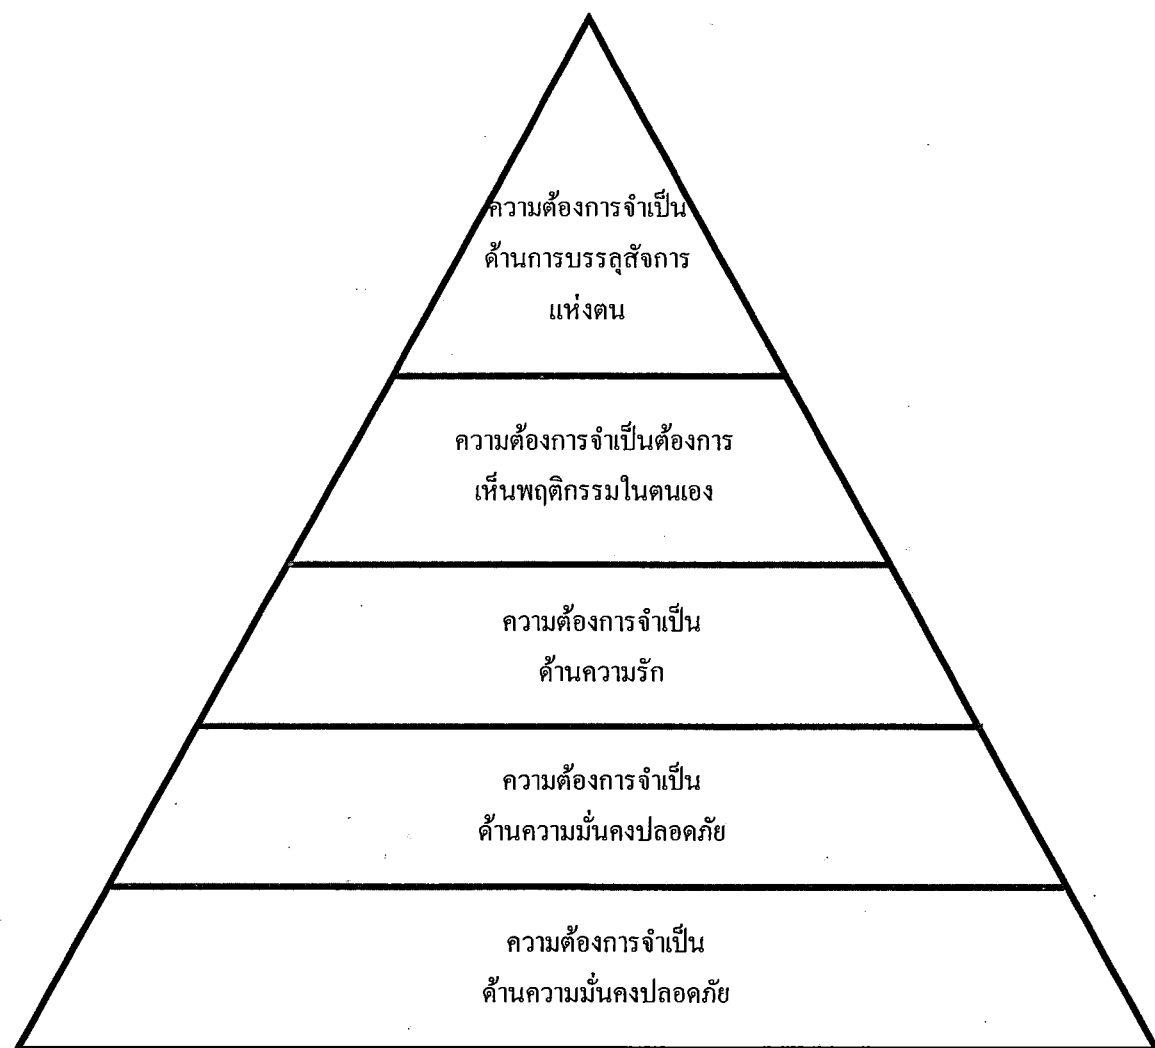 ความต้องการจำเป็น
ด้านการบรรลุสัจการ
แห่งตน
ความต้องการจำเป็นต้องการ
เห็นพฤติกรรมในตนเอง
ความต้องการจำเป็น
ด้านความรัก
ความต้องการจำเป็น
ด้านความมั่นคงปลอดภัย
ความต้องการจำเป็น
ด้านความมั่นคงปลอดภัย